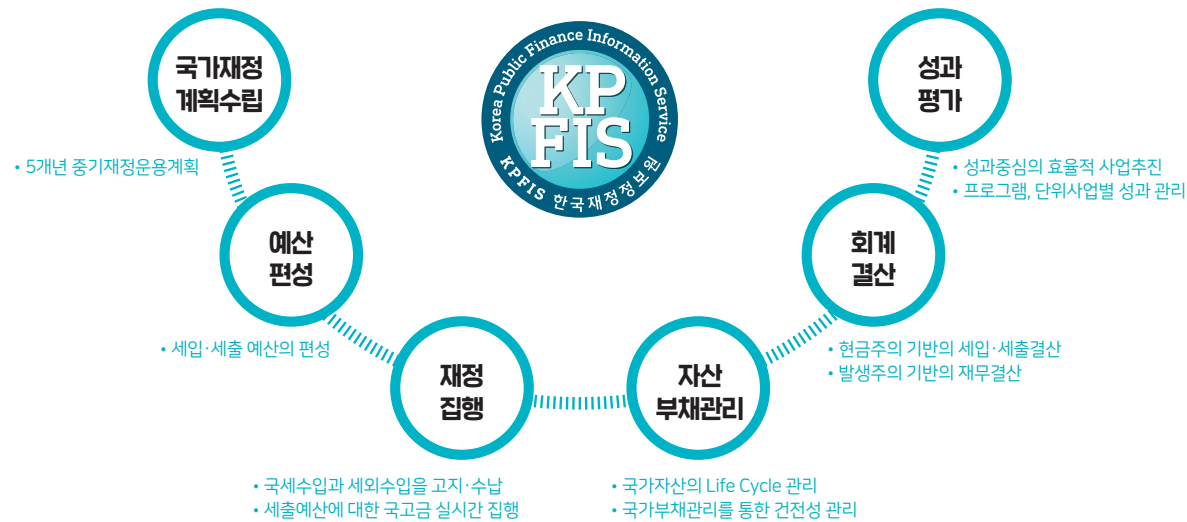 국가재정
계획수립
• 5개년 중기재정운용계획
예산
편성
• 세입·세출 예산의 편성
재정
집행
• 국세수입과 세외수입을 고지·수납
• 세출예산에 대한 국고금 실시간 집행
자산
부채관리
• 국가자산의 Life Cycle 관리
• 국가부채관리를 통한 건전성 관리
회계
결산
• 현금주의 기반의 세입·세출결산
• 발생주의 기반의 재무결산
성과
평가
• 성과중심의 효율적 사업추진
• 프로그램, 단위사업별 성과 관리
Korea Public Finance Information Service
KP
FIS
KPFIS 한국재정정보원